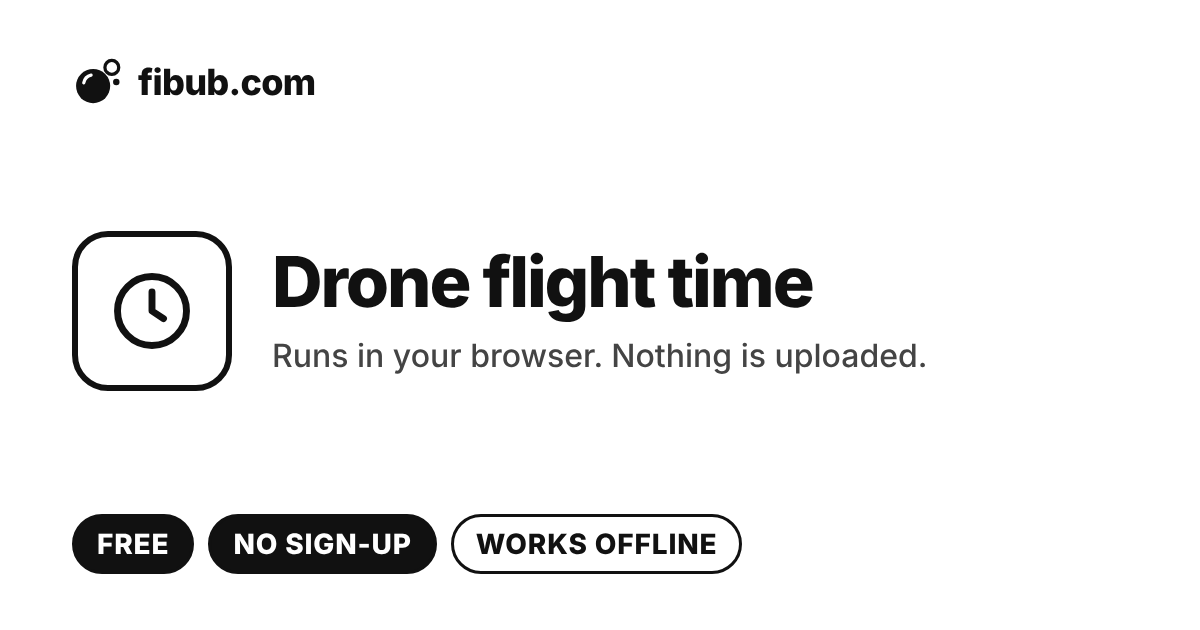 fibub.com
Drone flight time
Runs in your browser. Nothing is uploaded.
FREE
NO SIGN-UP
WORKS OFFLINE